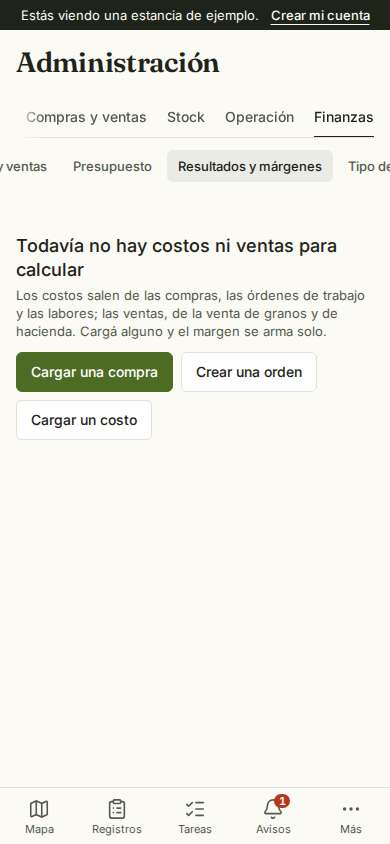 Estás viendo una estancia de ejemplo. Crear mi cuenta
Administración
Compras y ventas Stock Operación Finanzas
y ventas Presupuesto Resultados y márgenes Tipo de
Todavía no hay costos ni ventas para
calcular
Los costos salen de las compras, las órdenes de trabajo
y las labores; las ventas, de la venta de granos y de
hacienda. Cargá alguno y el margen se arma solo.
Cargar una compra Crear una orden
Cargar un costo
1
Mapa Registros Tareas Avisos Más